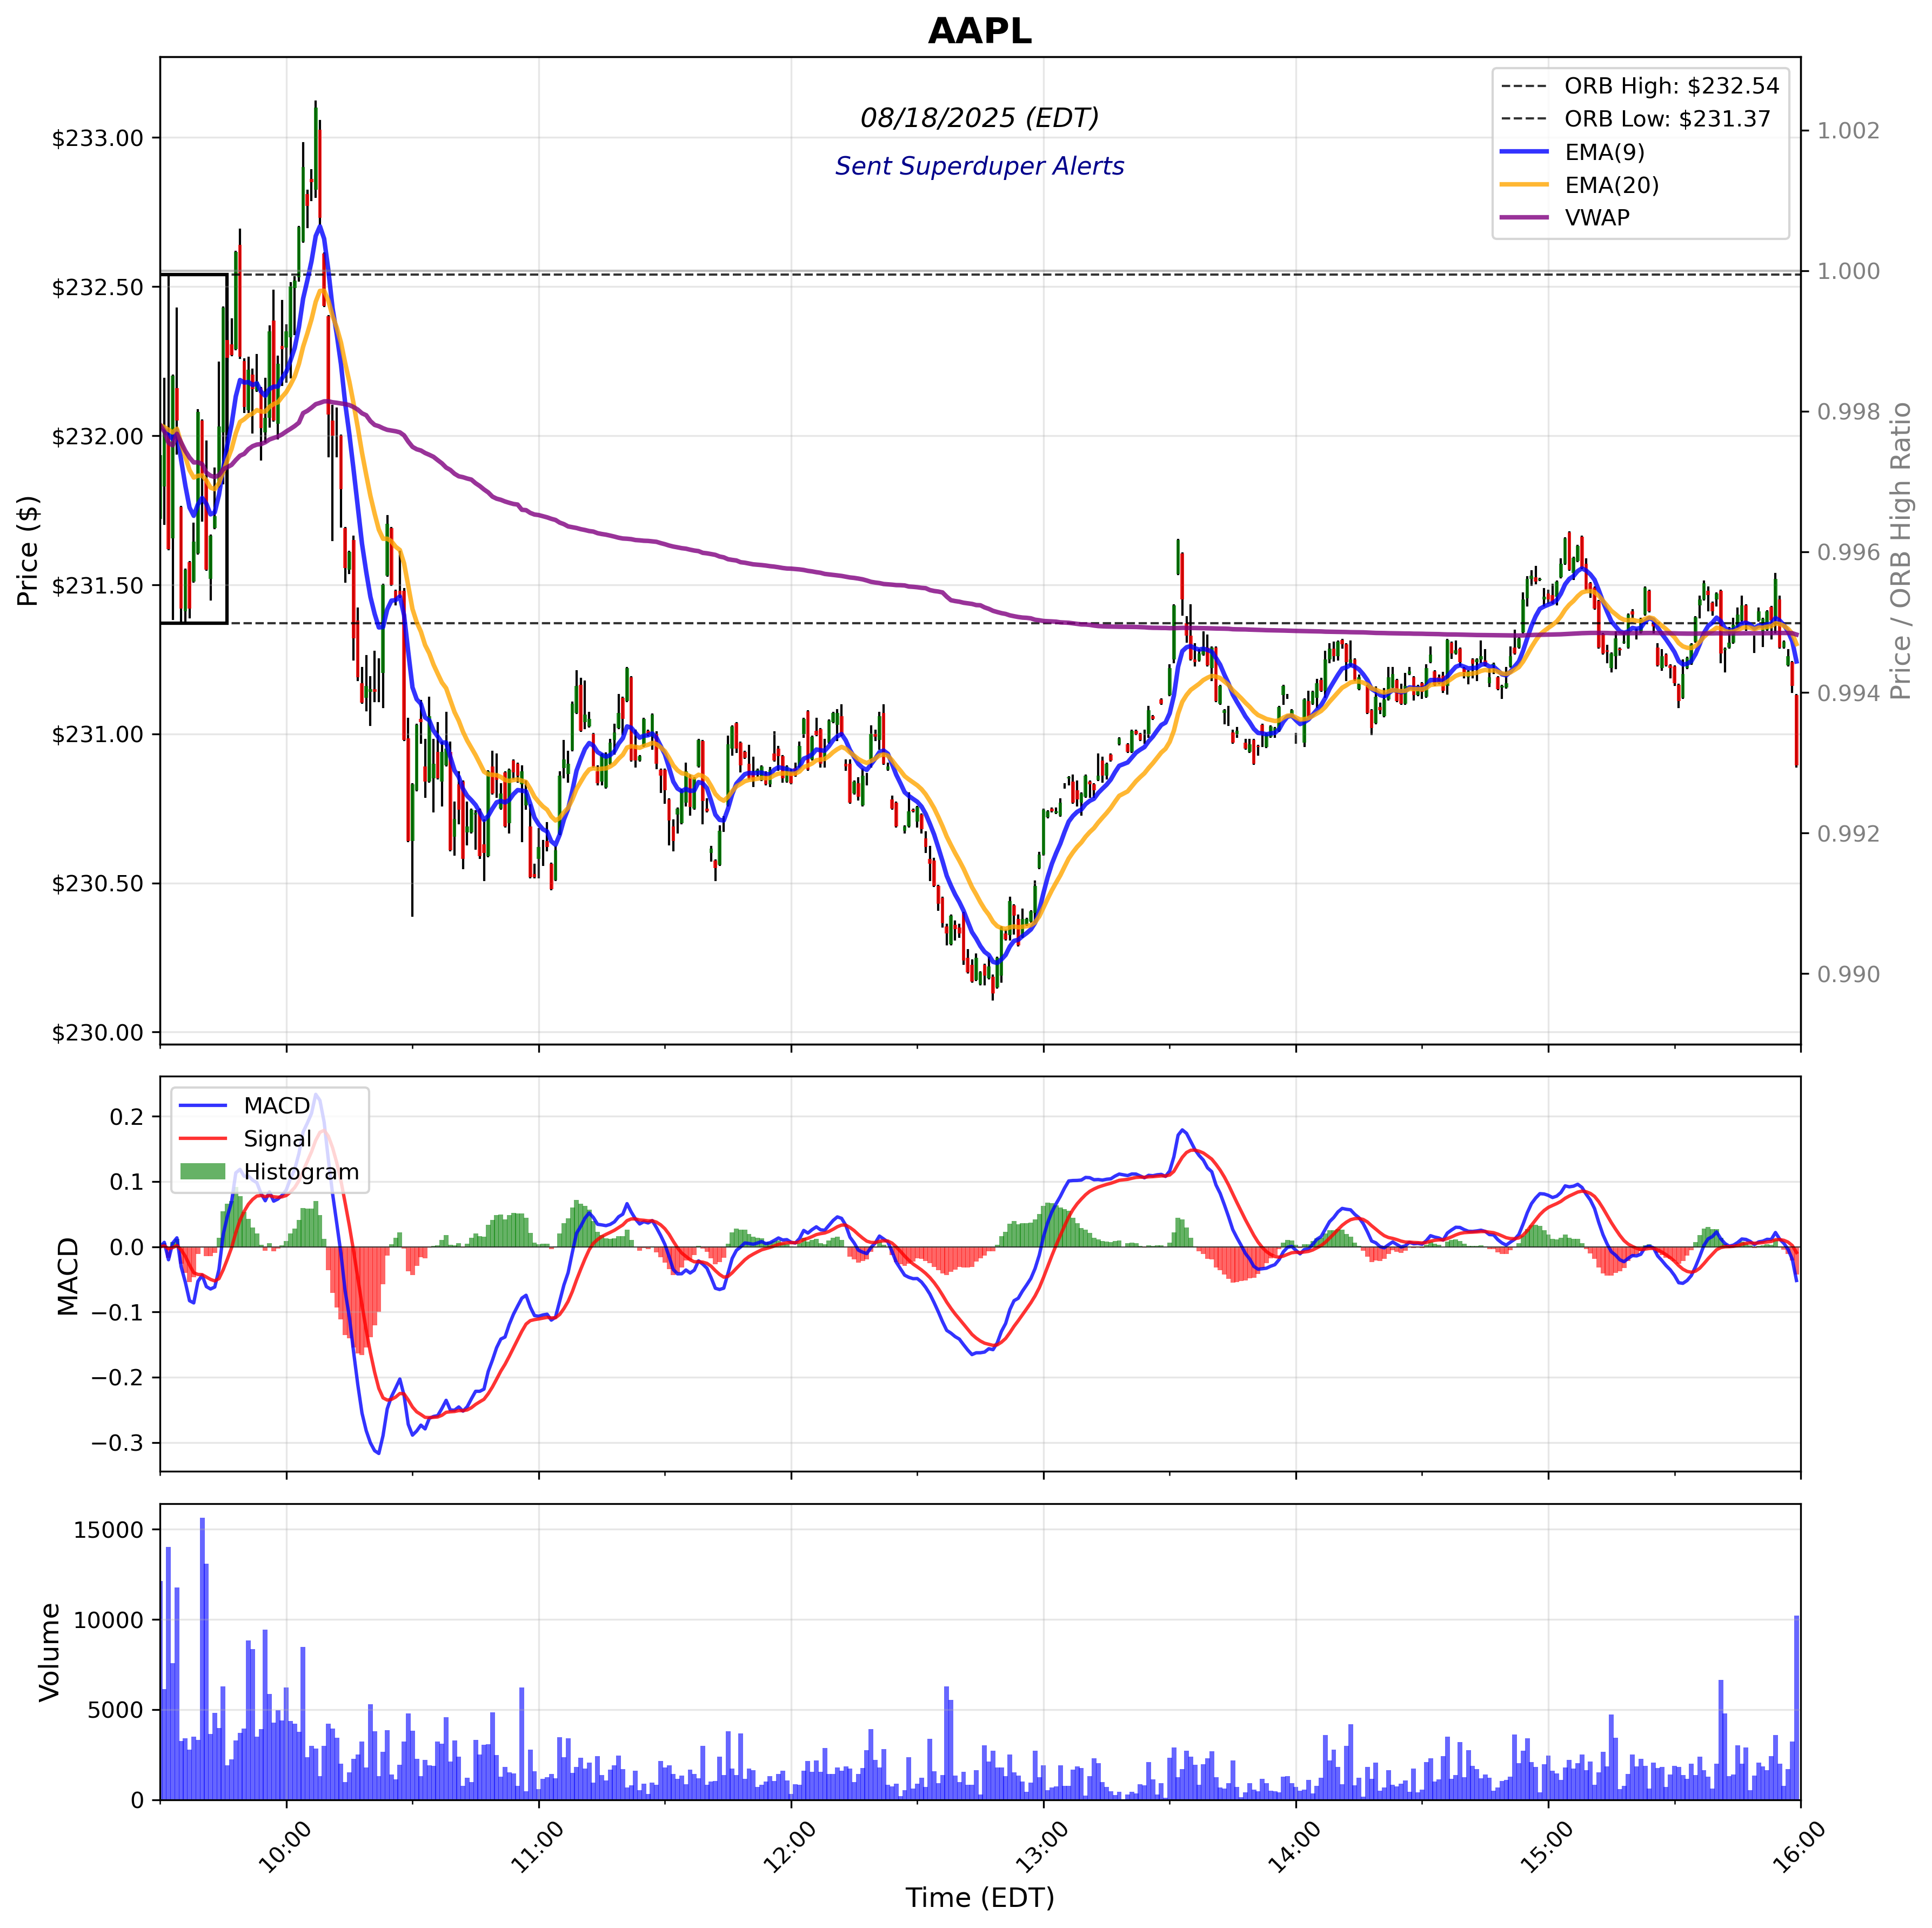 AAPL
08/18/2025 (EDT)
Sent Superduper Alerts
ORB High: $232.54
ORB Low: $231.37
EMA(9)
EMA(20)
VWAP
Price ($)
$233.00
$232.50
$232.00
$231.50
$231.00
$230.50
$230.00
Price / ORB High Ratio
1.002
1.000
0.998
0.996
0.994
0.992
0.990
MACD
Signal
Histogram
MACD
0.2
0.1
0.0
−0.1
−0.2
−0.3
Volume
15000
10000
5000
0
10:00
11:00
12:00
13:00
14:00
15:00
16:00
Time (EDT)